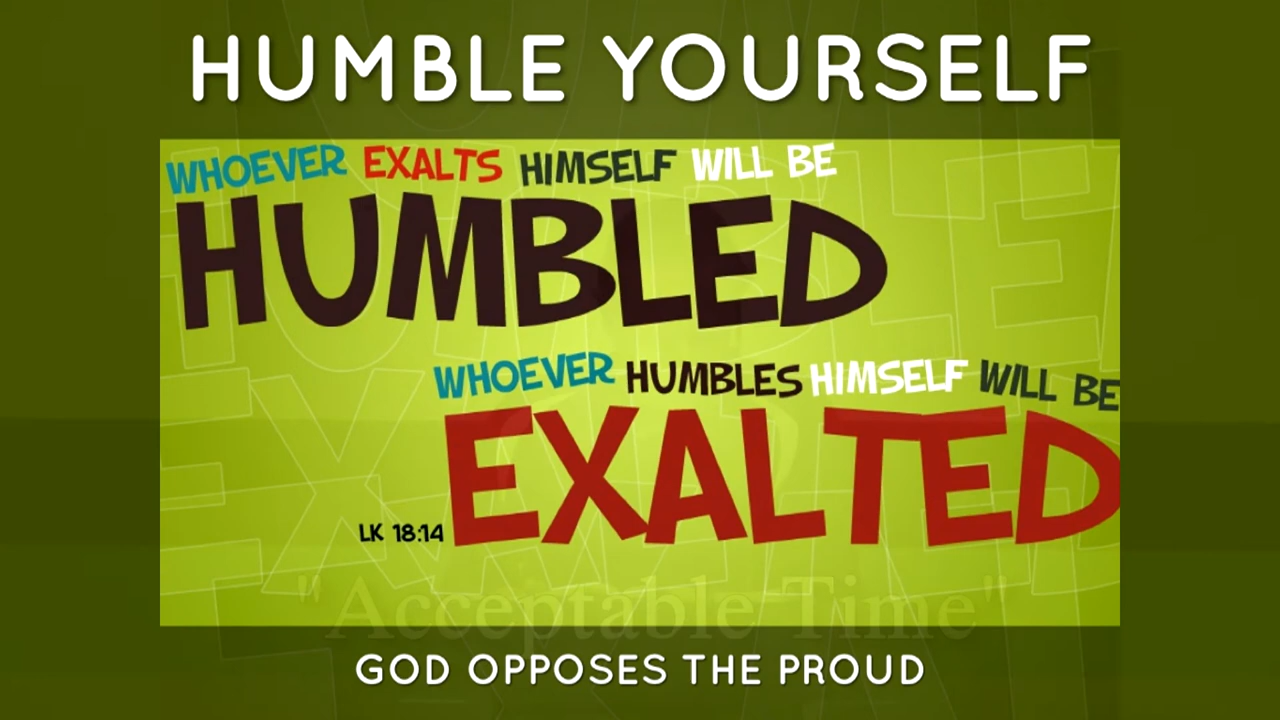 HUMBLE YOURSELF
WHOEVER EXALTS HIMSELF WILL BE
HUMBLED
WHOEVER HUMBLES HIMSELF WILL BE
EXALTED
LK 18:14
"Acceptable Time"
GOD OPPOSES THE PROUD